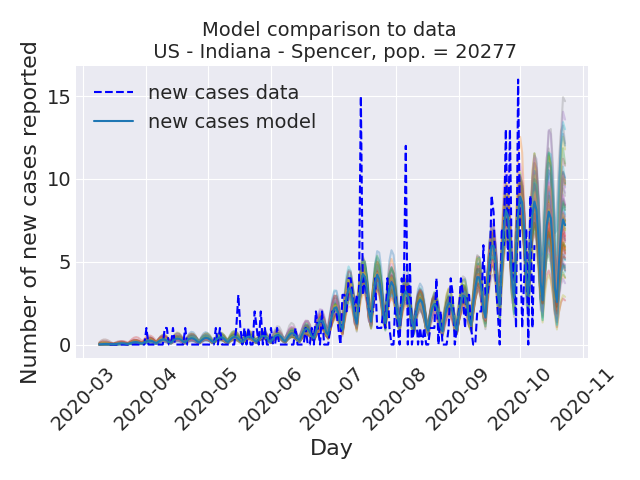 Model comparison to data
US - Indiana - Spencer, pop. = 20277
Number of new cases reported
15
10
5
0
new cases data
new cases model
2020-03
2020-04
2020-05
2020-06
2020-07
2020-08
2020-09
2020-10
2020-11
Day